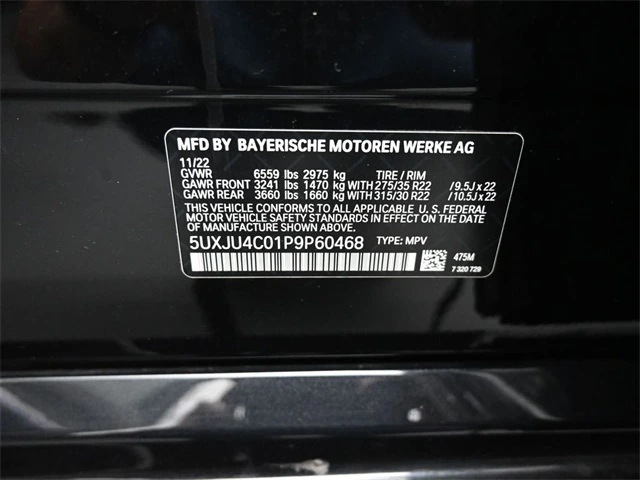 MFD BY BAYERISCHE MOTOREN WERKE AG
11/22
GVWR 6559 lbs 2975 kg TIRE / RIM
GAWR FRONT 3241 lbs 1470 kg WITH 275/35 R22 / 9.5J x 22
GAWR REAR 3660 lbs 1660 kg WITH 315/30 R22 / 10.5J x 22
THIS VEHICLE CONFORMS TO ALL APPLICABLE U. S. FEDERAL
MOTOR VEHICLE SAFETY STANDARDS IN EFFECT ON THE DATE
OF MANUFACTURE SHOWN ABOVE.
5UXJU4C01P9P60468 TYPE: MPV
475M
7 320 729